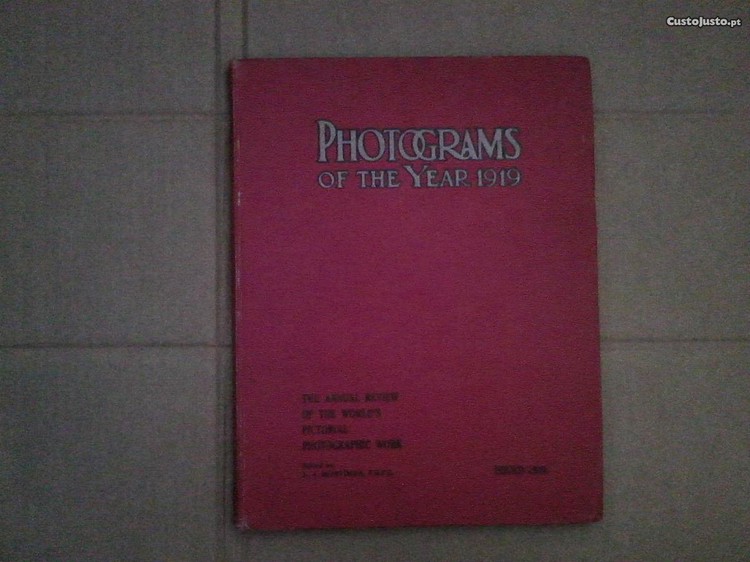 CustoJusto.pt
PHOTOGRAMS
OF THE YEAR 1919
THE ANNUAL REVIEW
OF THE WORLD'S
PICTORIAL
PHOTOGRAPHIC WORK